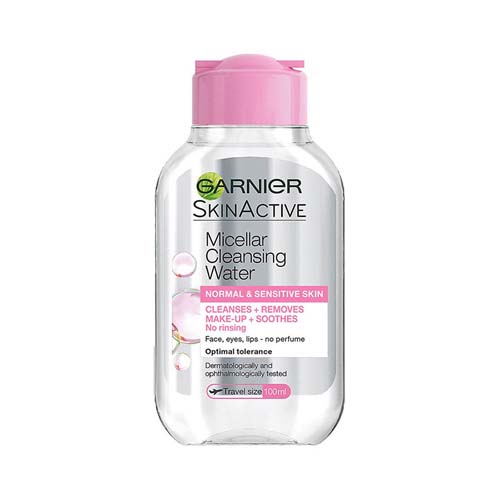 GARNIER
SKINACTIVE
Micellar
Cleansing
Water
NORMAL & SENSITIVE SKIN
CLEANSES + REMOVES
MAKE-UP + SOOTHES
No rinsing
Face, eyes, lips - no perfume
Optimal tolerance
Dermatologically and
ophthalmologically tested
Travel size 100ml